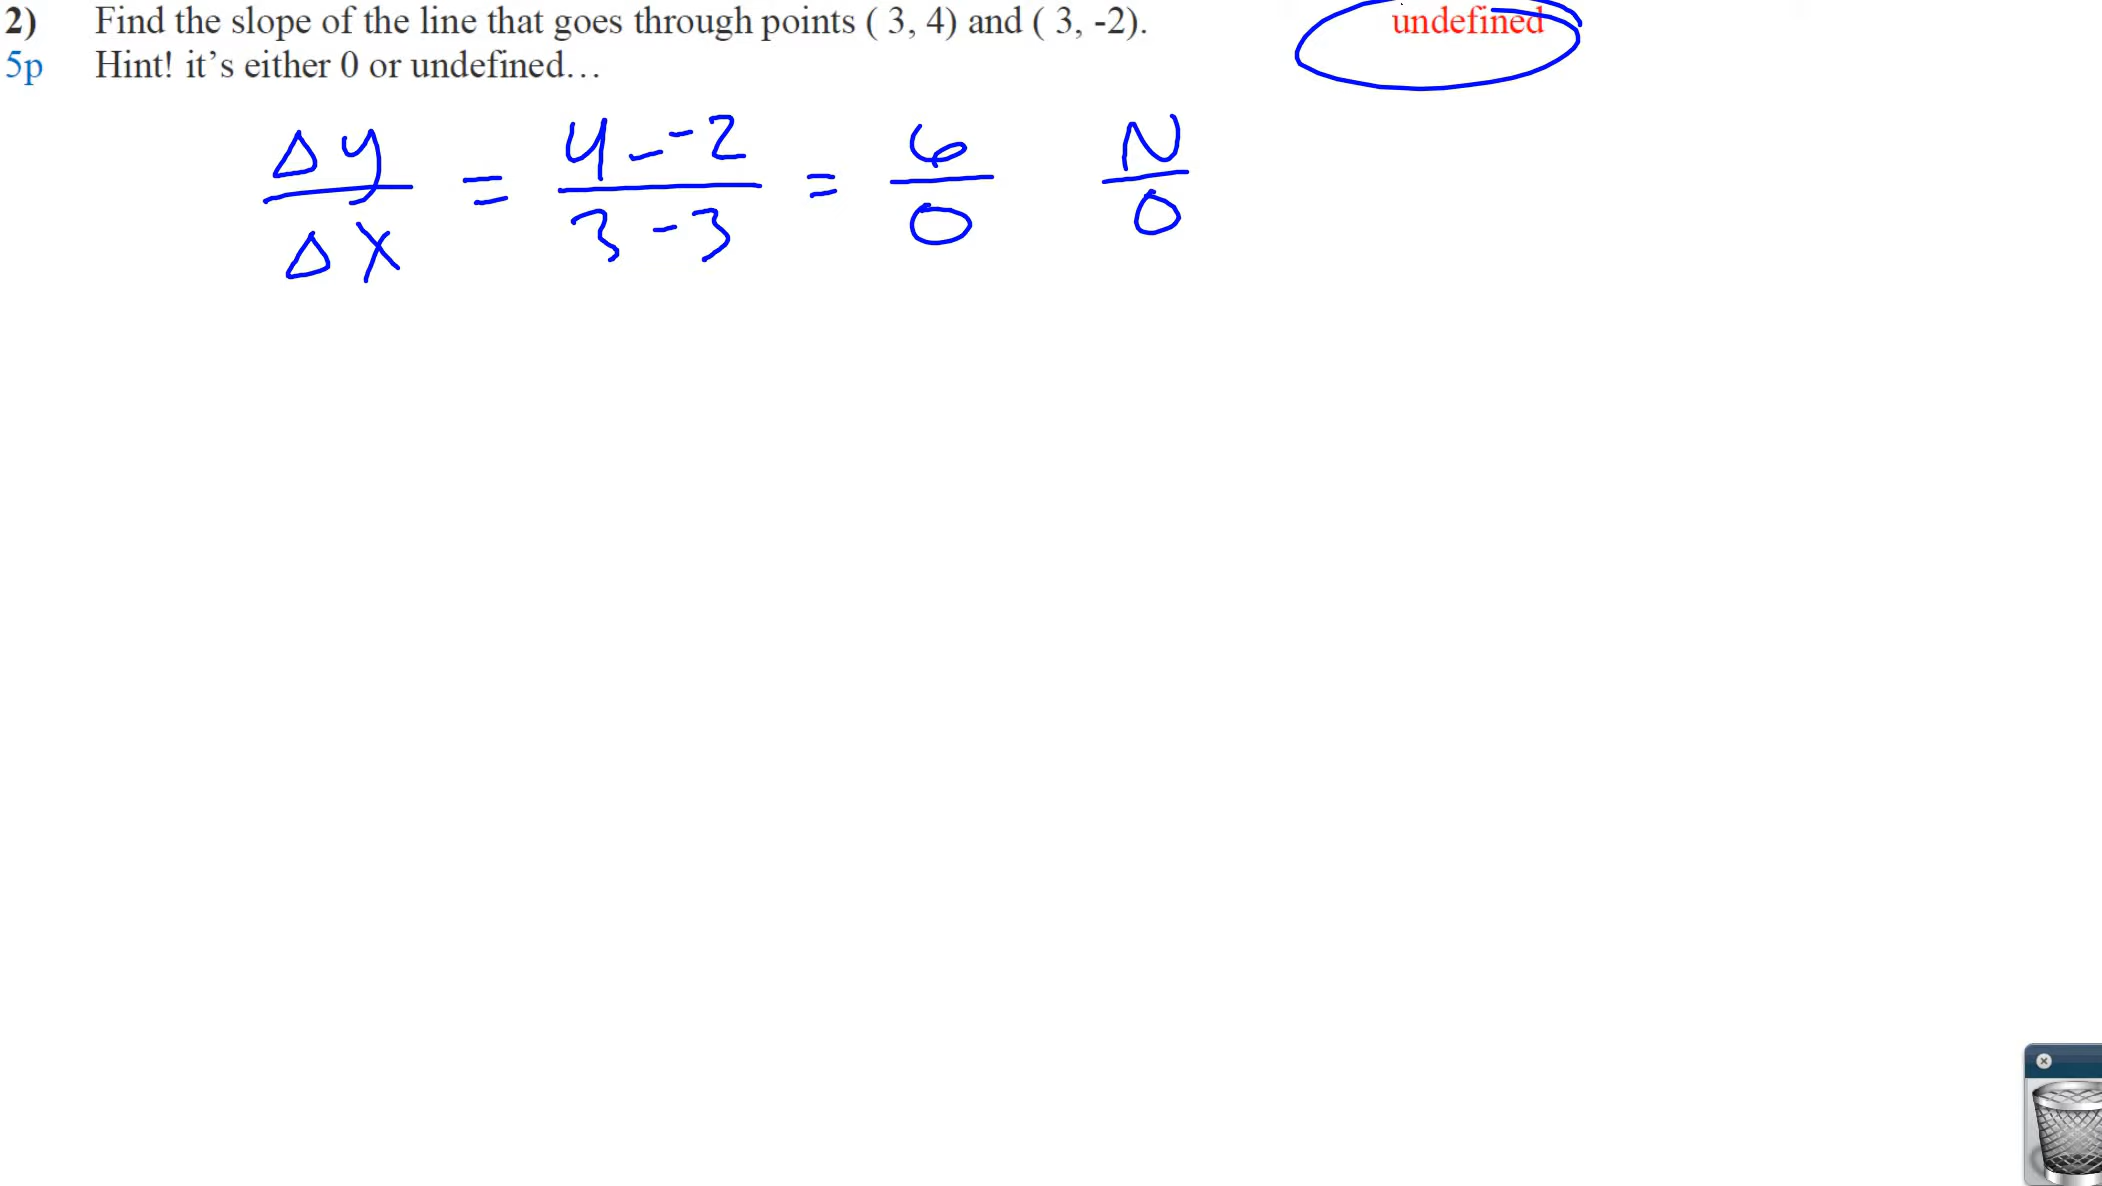 2) Find the slope of the line that goes through points ( 3, 4) and ( 3, -2). undefined
5p Hint! it’s either 0 or undefined…
Δy / Δx = 4 - -2 / 3 - 3 = 6 / 0 N / 0